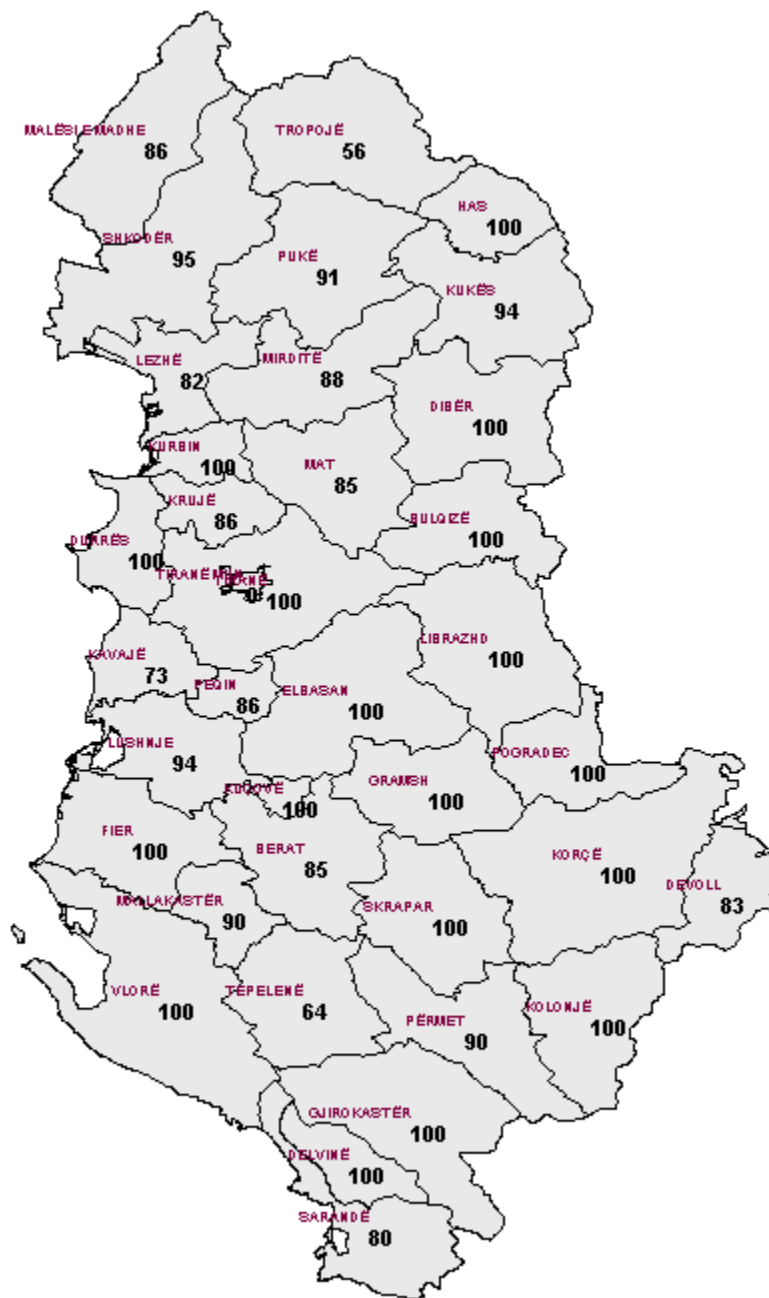 MALËSI E MADHE
86
TROPOJË
56
HAS
100
SHKODËR
95
PUKË
91
KUKËS
94
LEZHË
82
MIRDITË
88
DIBËR
100
KURBIN
100
MAT
85
KRUJË
86
BULQIZË
100
DURRËS
100
TIRANË
100
0
LIBRAZHD
100
KAVAJË
73
PEQIN
86
ELBASAN
100
LUSHNJE
94
POGRADEC
100
KUÇOVË
100
GRAMSH
100
FIER
100
BERAT
85
KORÇË
100
DEVOLL
83
MALLAKASTËR
90
SKRAPAR
100
VLORË
100
TEPELENË
64
PËRMET
90
KOLONJË
100
GJIROKASTËR
100
DELVINË
100
SARANDË
80